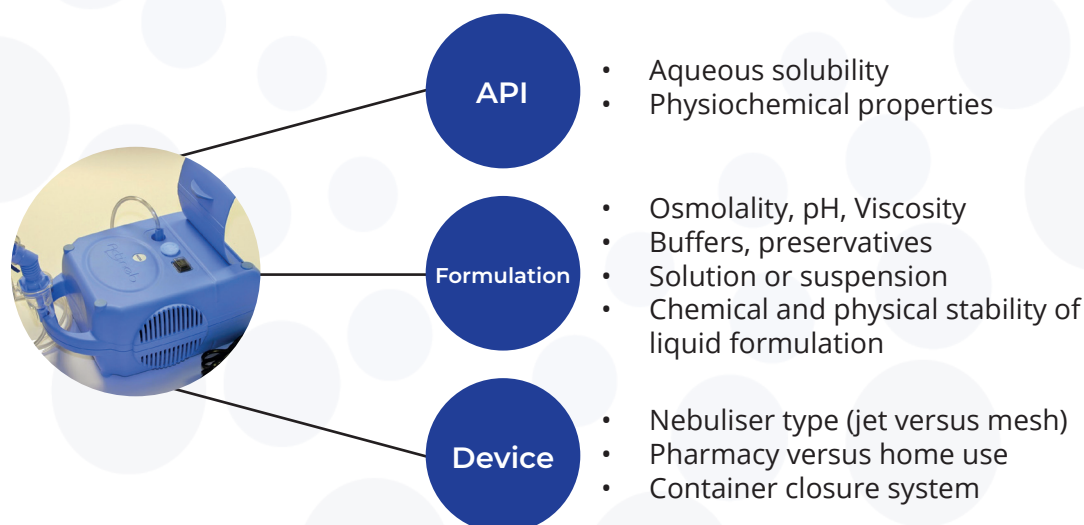 API
• Aqueous solubility
• Physiochemical properties
Formulation
• Osmolality, pH, Viscosity
• Buffers, preservatives
• Solution or suspension
• Chemical and physical stability of
liquid formulation
Device
• Nebuliser type (jet versus mesh)
• Pharmacy versus home use
• Container closure system